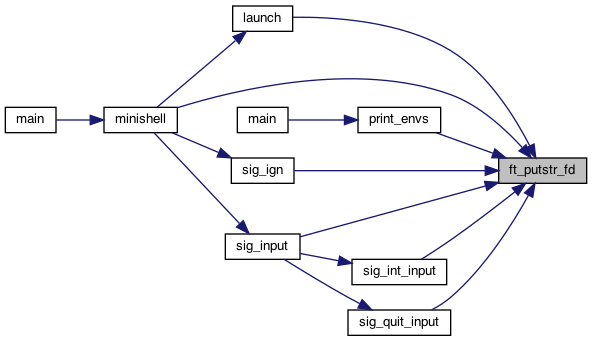 launch
main
minishell
main
print_envs
sig_ign
ft_putstr_fd
sig_input
sig_int_input
sig_quit_input